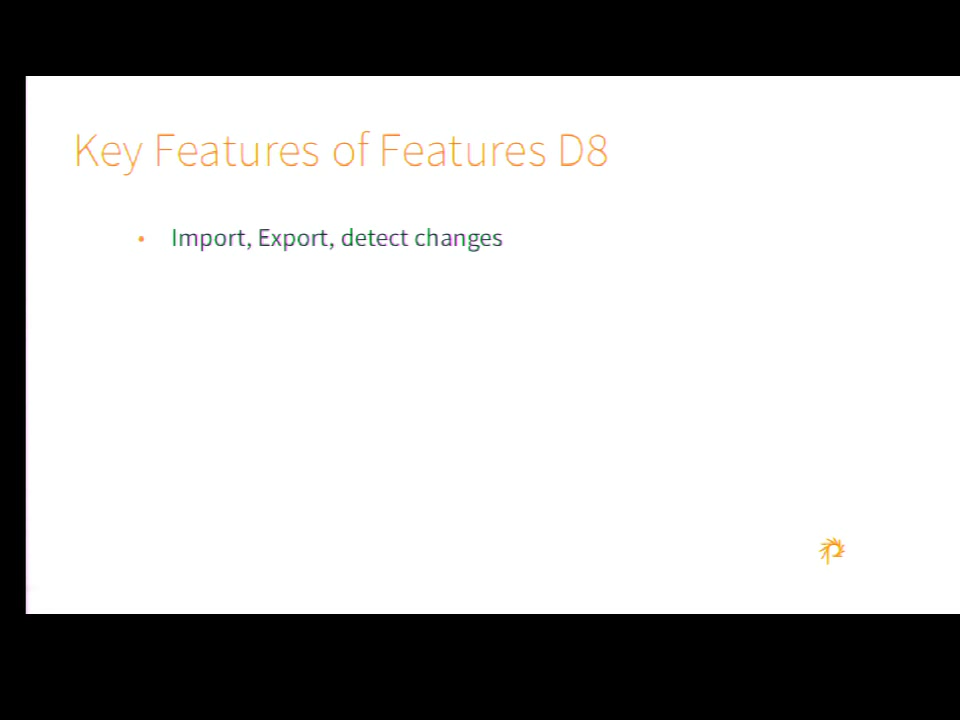 Key Features of Features D8
• Import, Export, detect changes